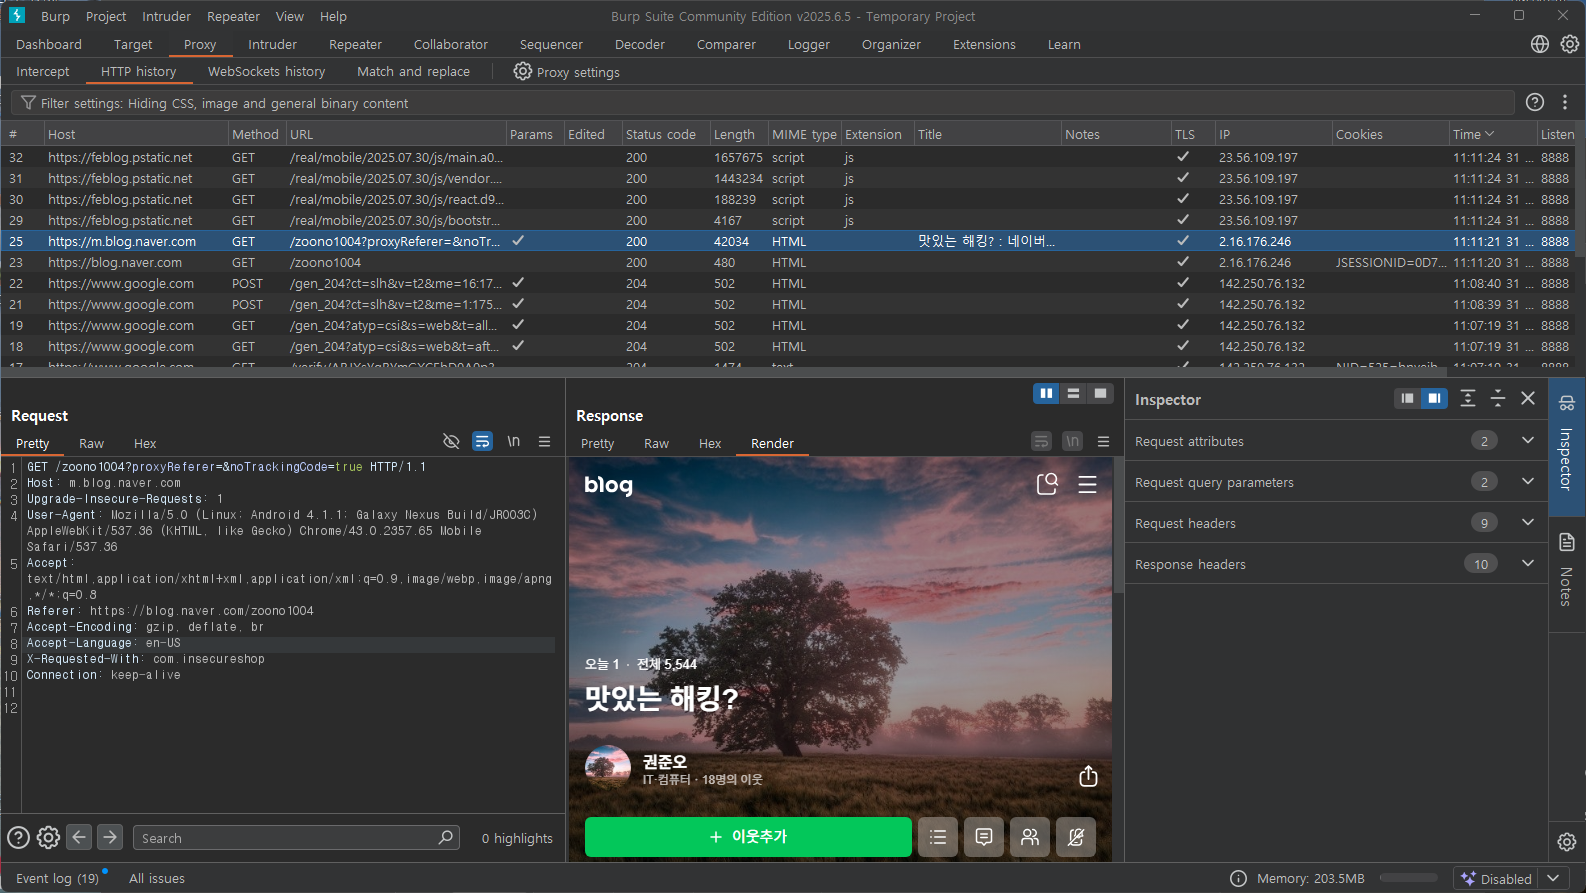 Burp Project Intruder Repeater View Help Burp Suite Community Edition v2025.6.5 - Temporary Project
Dashboard Target Proxy Intruder Repeater Collaborator Sequencer Decoder Comparer Logger Organizer Extensions Learn
Intercept HTTP history WebSockets history Match and replace Proxy settings
Filter settings: Hiding CSS, image and general binary content
# Host Method URL Params Edited Status code Length MIME type Extension Title Notes TLS IP Cookies Time Listen
32 https://feblog.pstatic.net GET /real/mobile/2025.07.30/js/main.a0... 200 1657675 script js ✓ 23.56.109.197 11:11:24 31 ... 8888
31 https://feblog.pstatic.net GET /real/mobile/2025.07.30/js/vendor.... 200 1443234 script js ✓ 23.56.109.197 11:11:24 31 ... 8888
30 https://feblog.pstatic.net GET /real/mobile/2025.07.30/js/react.d9... 200 188239 script js ✓ 23.56.109.197 11:11:24 31 ... 8888
29 https://feblog.pstatic.net GET /real/mobile/2025.07.30/js/bootstr... 200 4167 script js ✓ 23.56.109.197 11:11:24 31 ... 8888
25 https://m.blog.naver.com GET /zoono1004?proxyReferer=&noTr... ✓ 200 42034 HTML 맛있는 해킹? : 네이버... ✓ 2.16.176.246 11:11:21 31 ... 8888
23 https://blog.naver.com GET /zoono1004 200 480 HTML ✓ 2.16.176.246 JSESSIONID=0D7... 11:11:20 31 ... 8888
22 https://www.google.com POST /gen_204?ct=slh&v=t2&me=16:17... ✓ 204 502 HTML ✓ 142.250.76.132 11:08:40 31 ... 8888
21 https://www.google.com POST /gen_204?ct=slh&v=t2&me=1:175... ✓ 204 502 HTML ✓ 142.250.76.132 11:08:39 31 ... 8888
19 https://www.google.com GET /gen_204?atyp=csi&s=web&t=all... ✓ 204 502 HTML ✓ 142.250.76.132 11:07:19 31 ... 8888
18 https://www.google.com GET /gen_204?atyp=csi&s=web&t=aft... ✓ 204 502 HTML ✓ 142.250.76.132 11:07:19 31 ... 8888
Request
Pretty Raw Hex \n
1 GET /zoono1004?proxyReferer=&noTrackingCode=true HTTP/1.1
2 Host: m.blog.naver.com
3 Upgrade-Insecure-Requests: 1
4 User-Agent: Mozilla/5.0 (Linux; Android 4.1.1; Galaxy Nexus Build/JRO03C)
AppleWebKit/537.36 (KHTML, like Gecko) Chrome/43.0.2357.65 Mobile
Safari/537.36
5 Accept:
text/html,application/xhtml+xml,application/xml;q=0.9,image/webp,image/apng
,*/*;q=0.8
6 Referer: https://blog.naver.com/zoono1004
7 Accept-Encoding: gzip, deflate, br
8 Accept-Language: en-US
9 X-Requested-With: com.insecureshop
10 Connection: keep-alive
11
12
Search 0 highlights
Response
Pretty Raw Hex Render \n
blog
오늘 1 · 전체 5,544
맛있는 해킹?
권준오
IT·컴퓨터 · 18명의 이웃
+ 이웃추가
Inspector
Request attributes 2
Request query parameters 2
Request headers 9
Response headers 10
Inspector
Notes
Event log (19) All issues Memory: 203.5MB Disabled